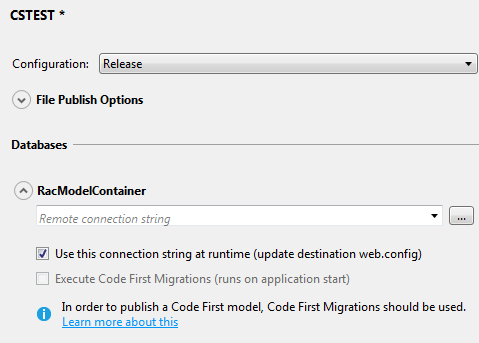 CSTEST *
Configuration: Release
File Publish Options
Databases
RacModelContainer
Remote connection string
...
Use this connection string at runtime (update destination web.config)
Execute Code First Migrations (runs on application start)
In order to publish a Code First model, Code First Migrations should be used.
Learn more about this